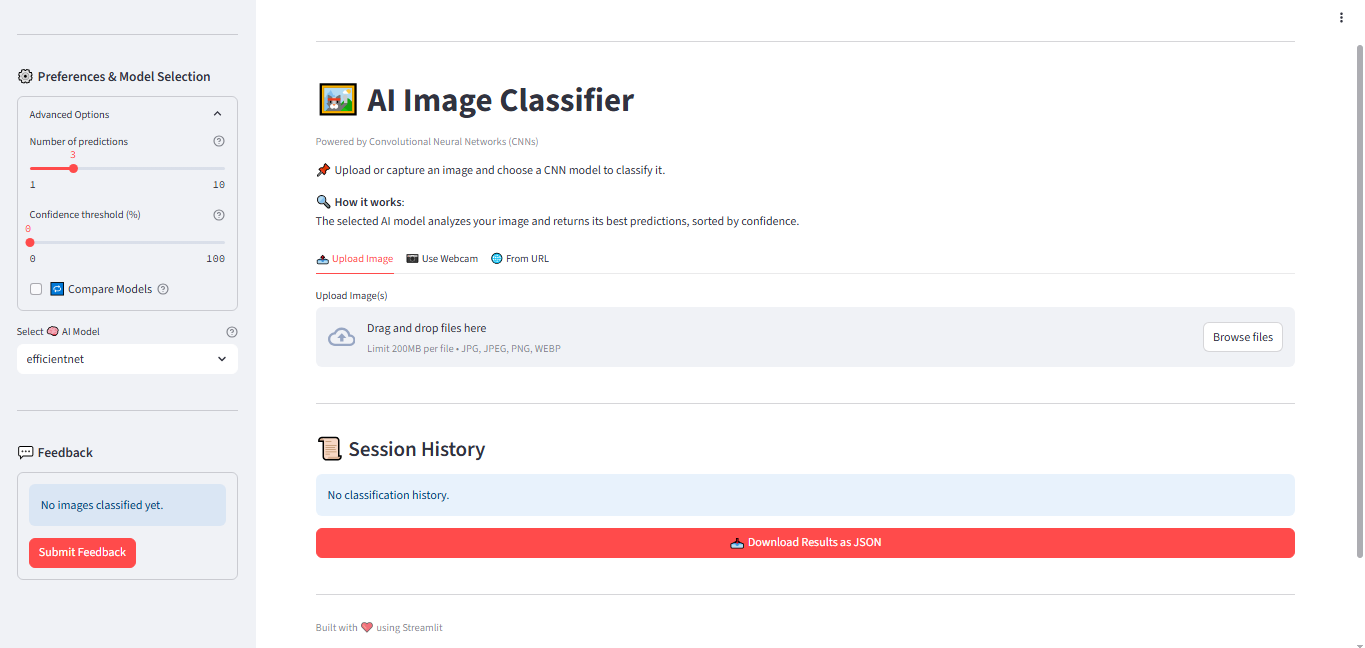 Preferences & Model Selection
Advanced Options
Number of predictions
3
1 10
Confidence threshold (%)
0
0 100
Compare Models
Select 🧠 AI Model
efficientnet
Feedback
No images classified yet.
Submit Feedback
AI Image Classifier
Powered by Convolutional Neural Networks (CNNs)
📌 Upload or capture an image and choose a CNN model to classify it.
🔍 How it works:
The selected AI model analyzes your image and returns its best predictions, sorted by confidence.
Upload Image Use Webcam From URL
Upload Image(s)
Drag and drop files here
Limit 200MB per file • JPG, JPEG, PNG, WEBP
Browse files
Session History
No classification history.
Download Results as JSON
Built with ❤️ using Streamlit